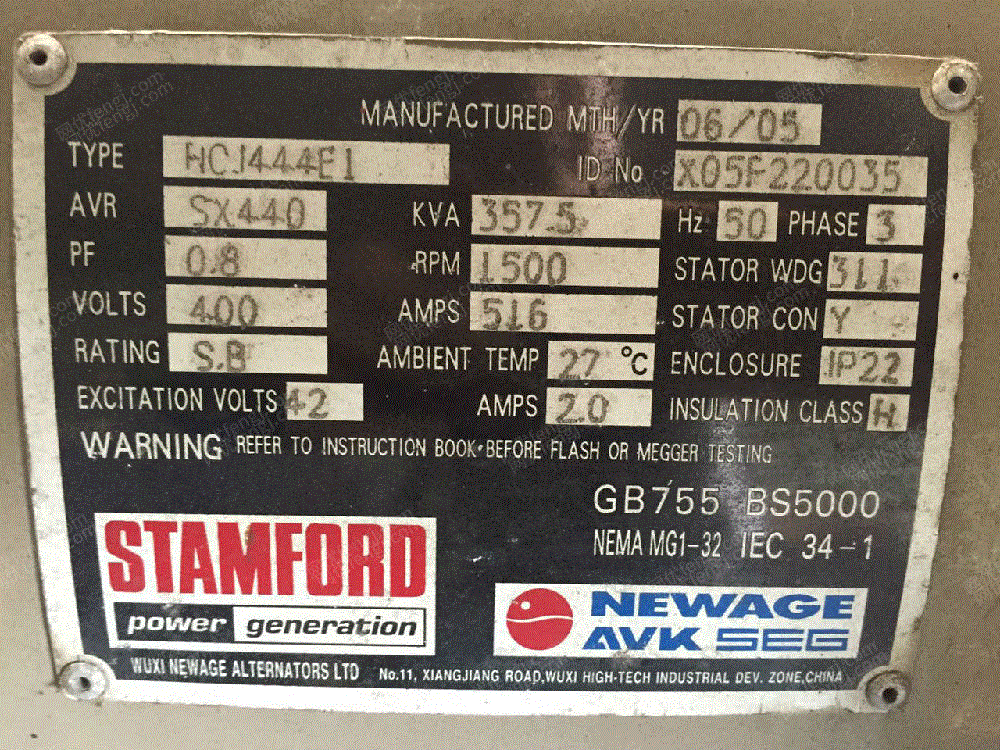 MANUFACTURED MTH/YR 06/05
TYPE HCJ444E1 ID No X05F220035
AVR SX440 KVA 357.5 Hz 50 PHASE 3
PF 0.8 RPM 1500 STATOR WDG 311
VOLTS 400 AMPS 516 STATOR CON Y
RATING S.B AMBIENT TEMP 27 °C ENCLOSURE IP22
EXCITATION VOLTS 42 AMPS 2.0 INSULATION CLASS H
WARNING REFER TO INSTRUCTION BOOK BEFORE FLASH OR MEGGER TESTING
GB755 BS5000
NEMA MG1-32 IEC 34-1
STAMFORD
power generation
NEWAGE
AVK SEG
WUXI NEWAGE ALTERNATORS LTD No.11, XIANGJIANG ROAD,WUXI HIGH-TECH INDUSTRIAL DEV. ZONE,CHINA